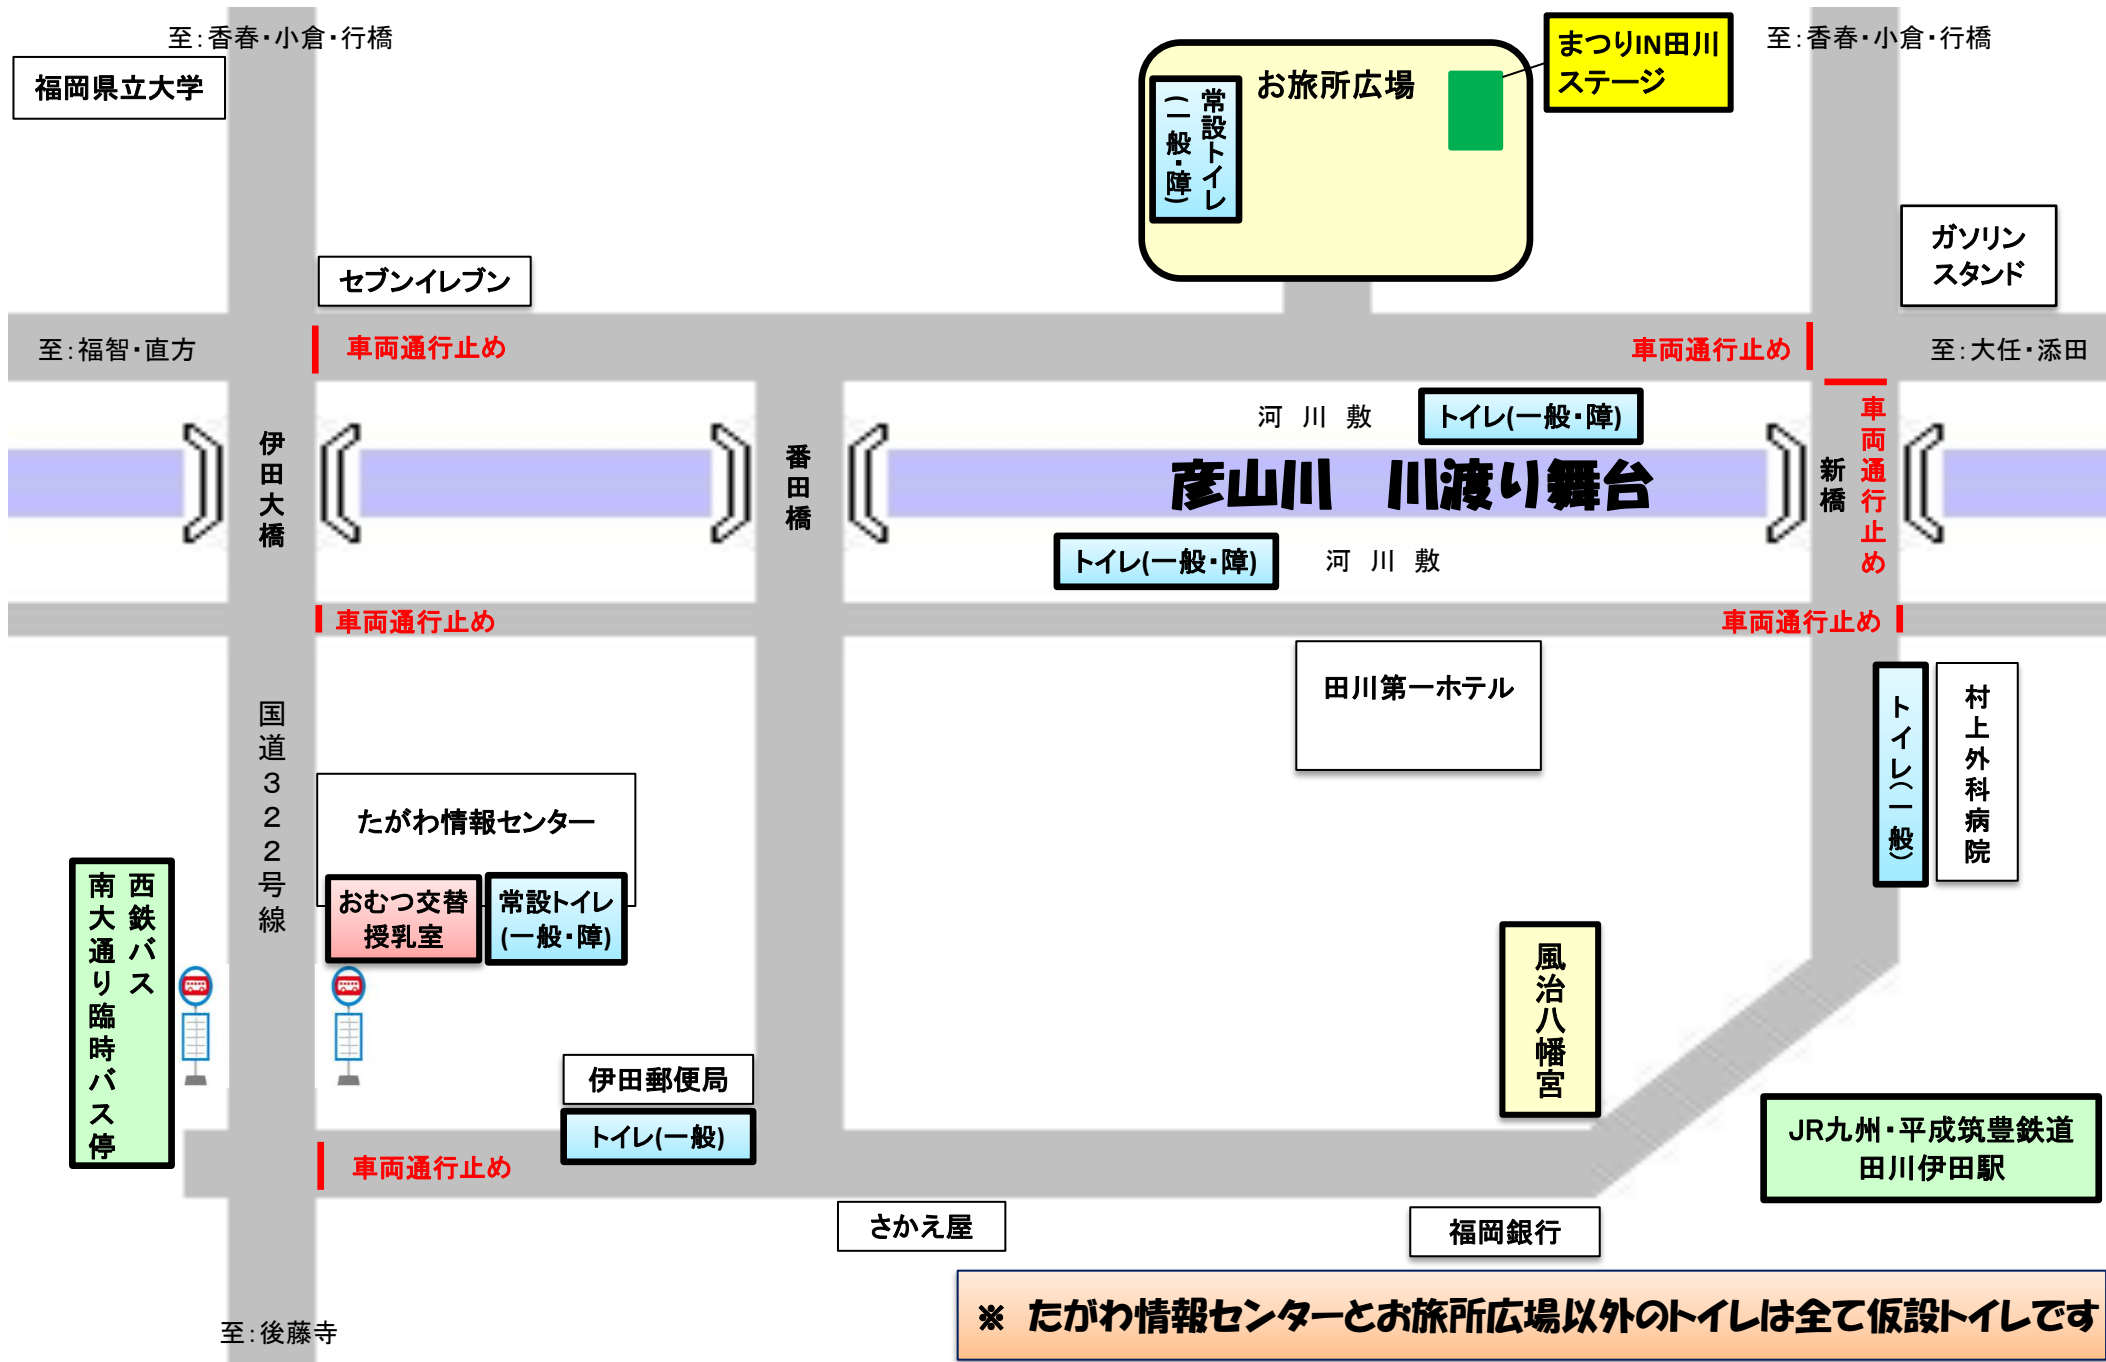 至：香春・小倉・行橋
福岡県立大学
お旅所広場
常設トイレ
(一般・障)
まつりIN田川
ステージ
至：香春・小倉・行橋
ガソリン
スタンド
セブンイレブン
至：福智・直方
車両通行止め
車両通行止め
至：大任・添田
河川敷
トイレ(一般・障)
車両通行止め
伊田大橋
番田橋
彦山川　川渡り舞台
新橋
トイレ(一般・障)
河川敷
車両通行止め
車両通行止め
田川第一ホテル
トイレ(一般)
村上外科病院
国道３２２号線
たがわ情報センター
おむつ交替
授乳室
常設トイレ
(一般・障)
西鉄バス
南大通り臨時バス停
風治八幡宮
伊田郵便局
トイレ(一般)
車両通行止め
JR九州・平成筑豊鉄道
田川伊田駅
さかえ屋
福岡銀行
※ たがわ情報センターとお旅所広場以外のトイレは全て仮設トイレです
至：後藤寺